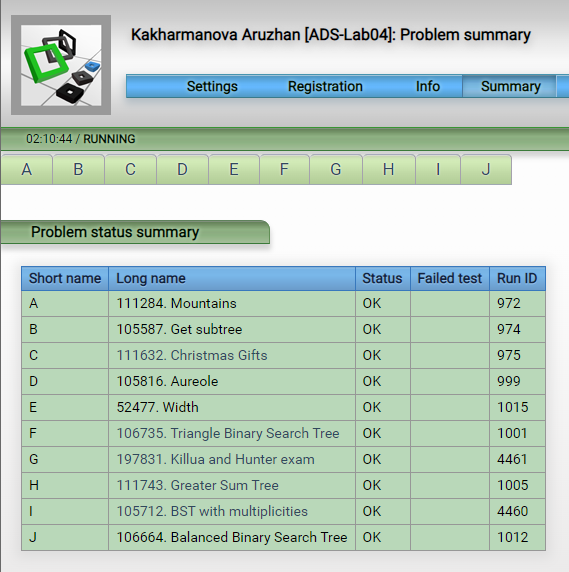 Kakharmanova Aruzhan [ADS-Lab04]: Problem summary
Settings Registration Info Summary
02:10:44 / RUNNING
A B C D E F G H I J
Problem status summary
Short name Long name Status Failed test Run ID
A 111284. Mountains OK 972
B 105587. Get subtree OK 974
C 111632. Christmas Gifts OK 975
D 105816. Aureole OK 999
E 52477. Width OK 1015
F 106735. Triangle Binary Search Tree OK 1001
G 197831. Killua and Hunter exam OK 4461
H 111743. Greater Sum Tree OK 1005
I 105712. BST with multiplicities OK 4460
J 106664. Balanced Binary Search Tree OK 1012